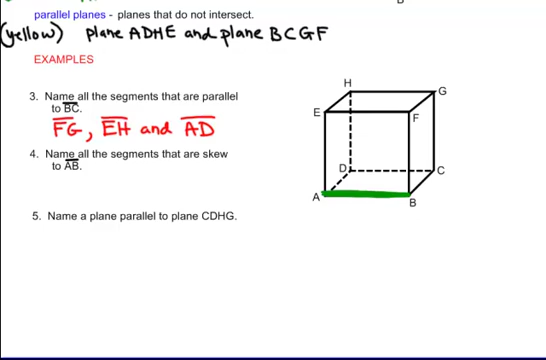 parallel planes - planes that do not intersect.
(yellow) plane ADHE and plane BCGF
EXAMPLES
3. Name all the segments that are parallel
to BC.
FG, EH and AD
4. Name all the segments that are skew
to AB.
5. Name a plane parallel to plane CDHG.
H
G
E
F
D
C
A
B